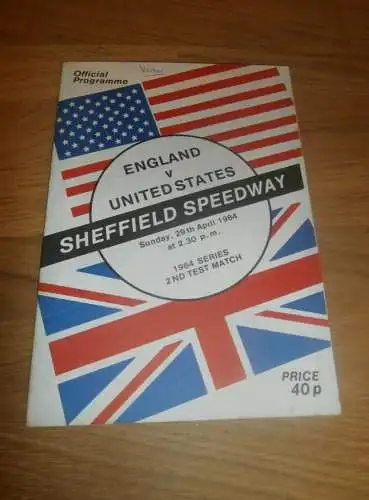 Official
Programme
ENGLAND
v
UNITED STATES
SHEFFIELD SPEEDWAY
Sunday, 29th April 1984
at 2.30 p.m.
1984 SERIES
2ND TEST MATCH
PRICE
40p